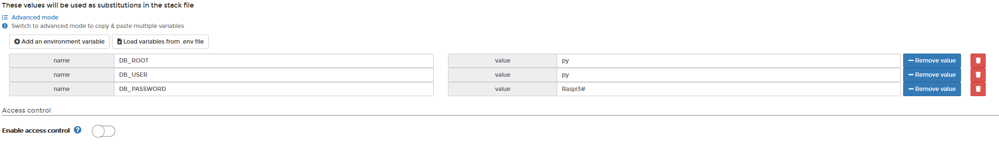 These values will be used as substitutions in the stack file
Advanced mode
Switch to advanced mode to copy & paste multiple variables
Add an environment variable Load variables from .env file
name DB_ROOT value py Remove value
name DB_USER value py Remove value
name DB_PASSWORD value Raspi3# Remove value
Access control
Enable access control